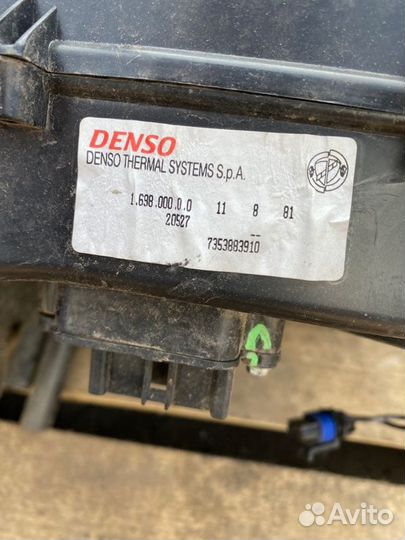 DENSO
DENSO THERMAL SYSTEMS S.p.A.
1.698.000.0.0 11 8 81
20527
--
7353883910
Avito